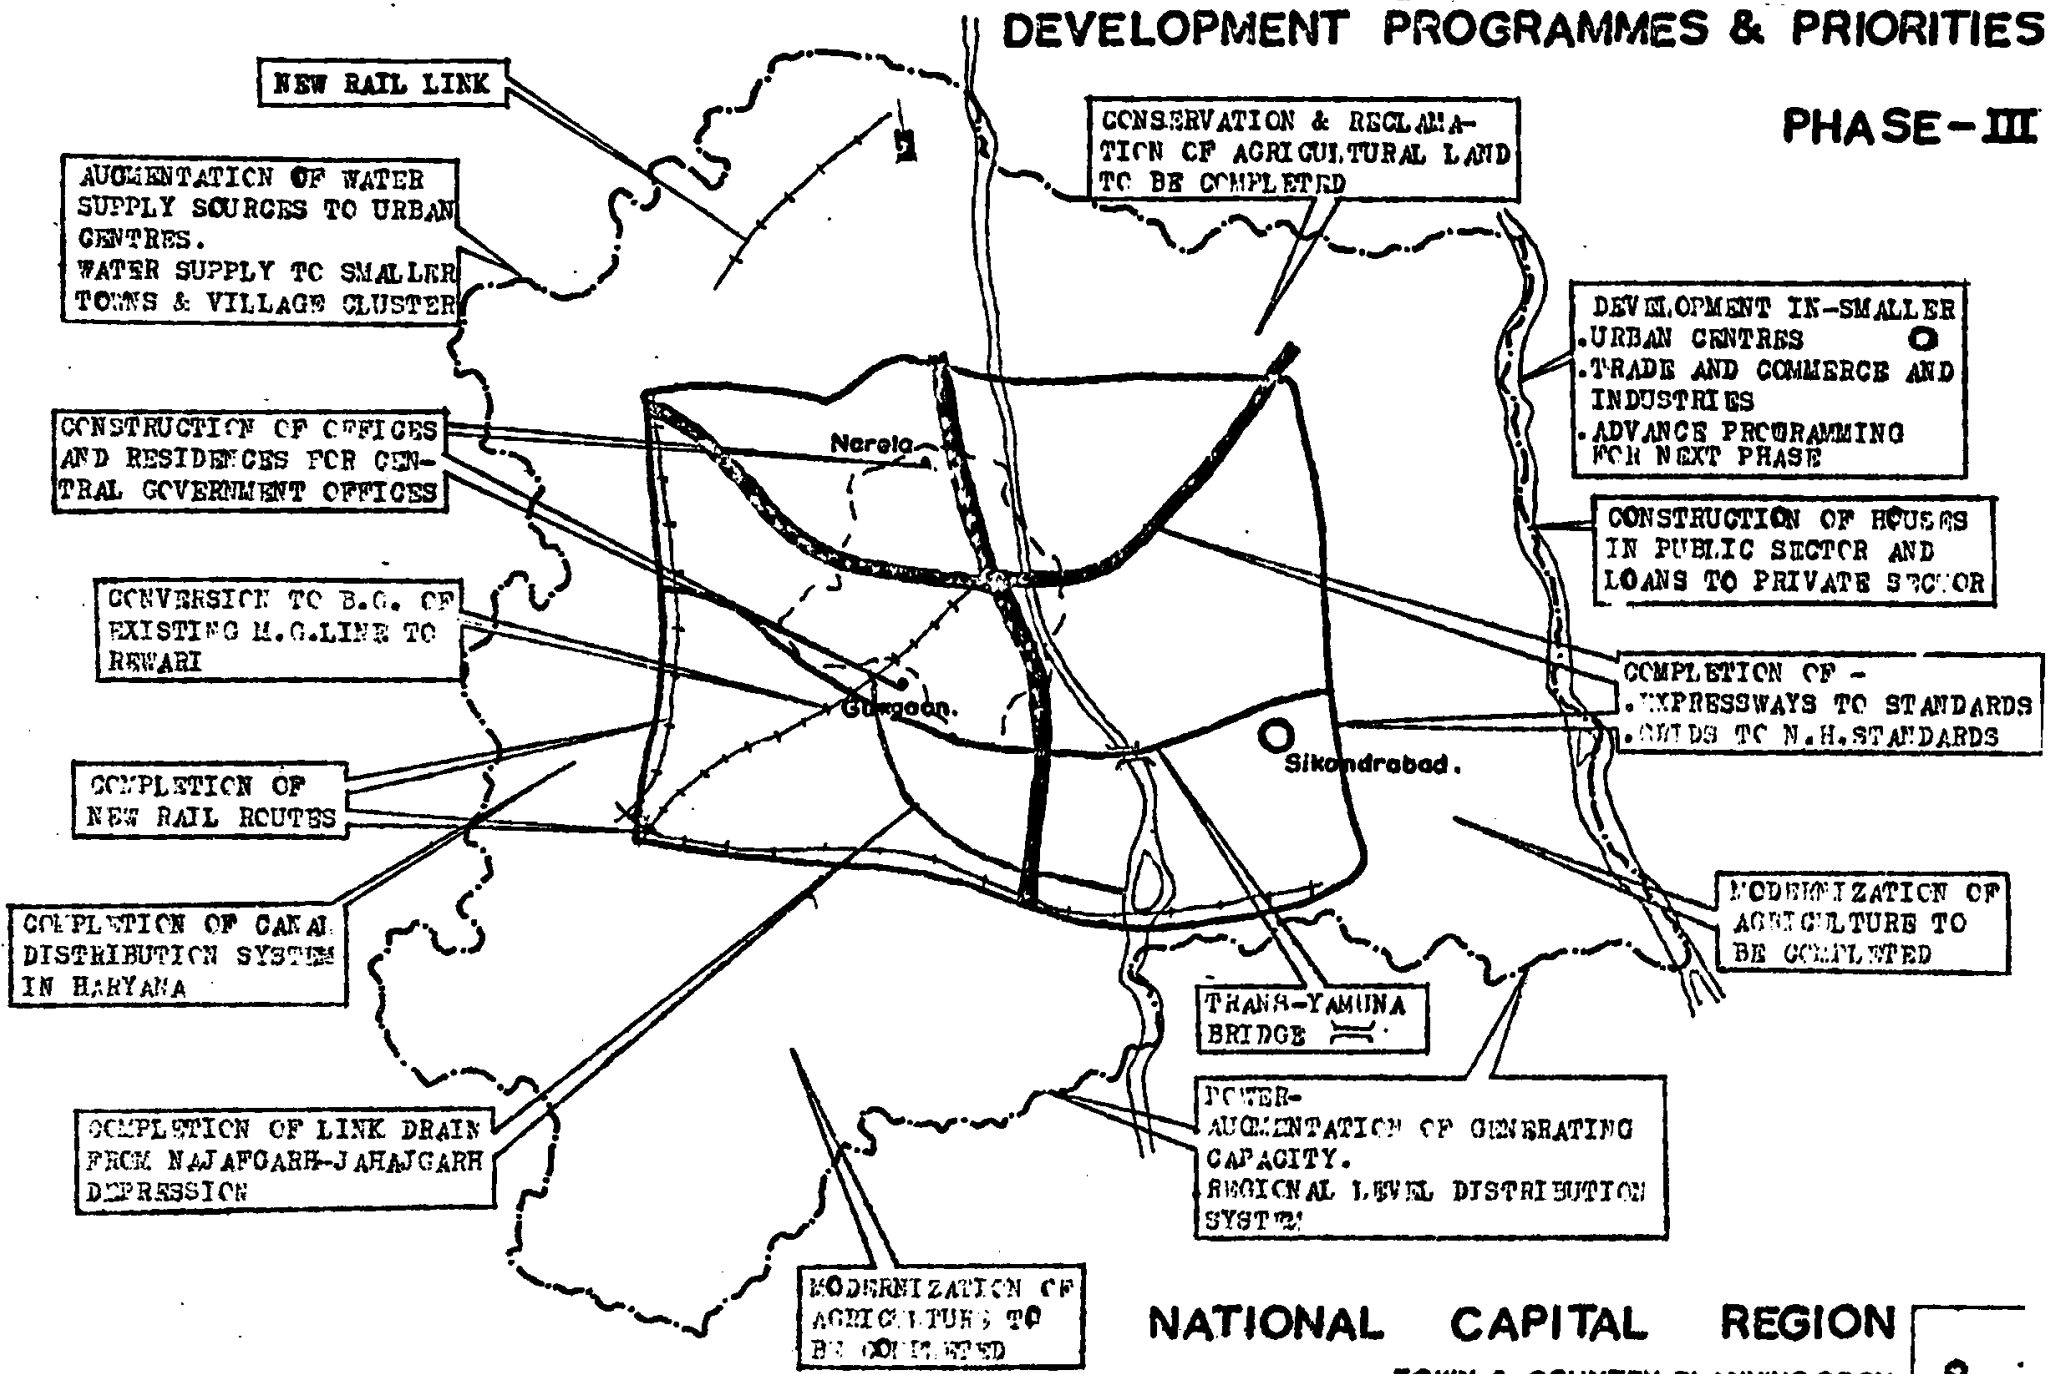 DEVELOPMENT PROGRAMMES & PRIORITIES
PHASE-III
NEW RAIL LINK
CONSERVATION & RECLAMA-
TION OF AGRICULTURAL LAND
TO BE COMPLETED
AUGMENTATION OF WATER
SUPPLY SOURCES TO URBAN
CENTRES.
WATER SUPPLY TO SMALLER
TOWNS & VILLAGE CLUSTER
DEVELOPMENT IN-SMALLER
.URBAN CENTRES
.TRADE AND COMMERCE AND
INDUSTRIES
.ADVANCE PROGRAMMING
FOR NEXT PHASE
CONSTRUCTION OF OFFICES
AND RESIDENCES FOR CEN-
TRAL GOVERNMENT OFFICES
Narela
CONSTRUCTION OF HOUSES
IN PUBLIC SECTOR AND
LOANS TO PRIVATE SECTOR
CONVERSION TO B.G. OF
EXISTING M.G.LINE TO
REWARI
COMPLETION OF -
.EXPRESSWAYS TO STANDARDS
.GRIDS TO N.H.STANDARDS
Gurgaon.
Sikandrabad.
COMPLETION OF
NEW RAIL ROUTES
COMPLETION OF CANAL
DISTRIBUTION SYSTEM
IN HARYANA
MODERNIZATION OF
AGRICULTURE TO
BE COMPLETED
TRANS-YAMUNA
BRIDGE
POWER-
AUGMENTATION OF GENERATING
CAPACITY.
REGIONAL LEVEL DISTRIBUTION
SYSTEM
COMPLETION OF LINK DRAIN
FROM NAJAFGARH-JAHAJGARH
DEPRESSION
MODERNIZATION OF
AGRICULTURE TO
BE COMPLETED
NATIONAL CAPITAL REGION